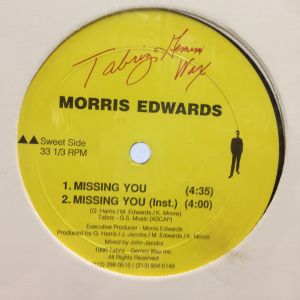 Tabriz, Gemini
Wax
MORRIS EDWARDS
Sweet Side
33 1/3 RPM
1. MISSING YOU (4:35)
2. MISSING YOU (Inst.) (4:00)
(Q. Harris / M. Edwards / K. Moore)
Tabriz - G.S. Music (ASCAP)
Executive Producer - Morris Edwards
Produced by Q. Harris / J. Jacobs / M. Edwards / K. Moore
Mixed by John Jacobs
1990 Tabriz - Gemini Wax Inc.
All Rights Reserved